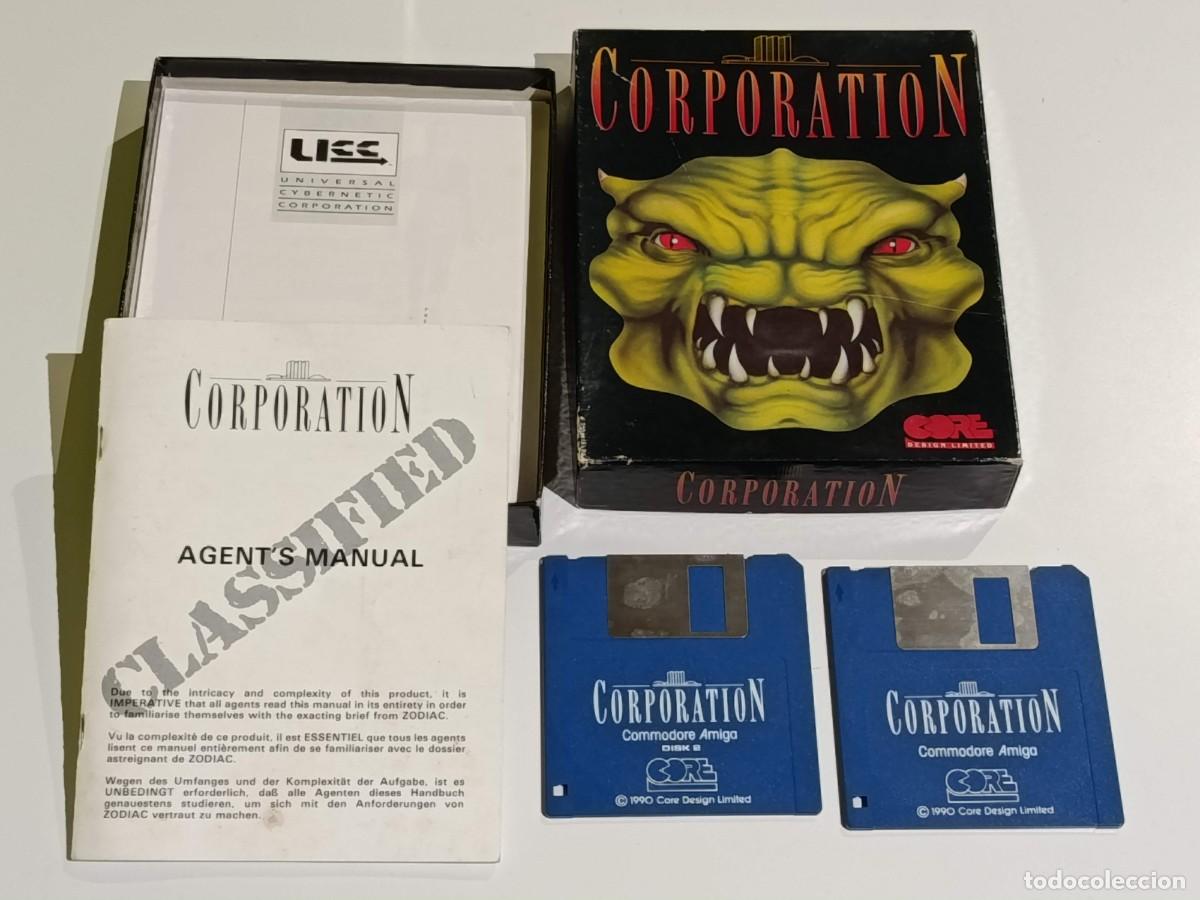 UCC
UNIVERSAL
CYBERNETIC
CORPORATION
CORPORATION
CORE
DESIGN LIMITED
CORPORATION
CORPORATION
CLASSIFIED
AGENT'S MANUAL
Due to the intricacy and complexity of this product, it is
IMPERATIVE that all agents read this manual in its entirety in order
to familiarise themselves with the exacting brief from ZODIAC.
Vu la complexité de ce produit, il est ESSENTIEL que tous les agents
lisent ce manuel entièrement afin de se familiariser avec le dossier
astreignant de ZODIAC.
Wegen des Umfanges und der Komplexität der Aufgabe, ist es
UNBEDINGT erforderlich, daß alle Agenten dieses Handbuch
genauestens studieren, um sich mit den Anforderungen von
ZODIAC vertraut zu machen.
CORPORATION
Commodore Amiga
DISK 2
CORE
© 1990 Core Design Limited
CORPORATION
Commodore Amiga
CORE
© 1990 Core Design Limited
todocoleccion